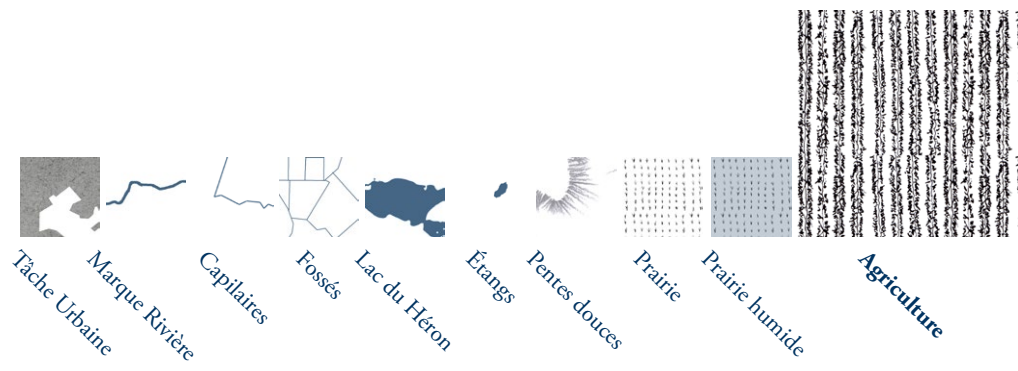 Tâche Urbaine
Marque Rivière
Capilaires
Fossés
Lac du Héron
Étangs
Pentes douces
Prairie
Prairie humide
Agriculture